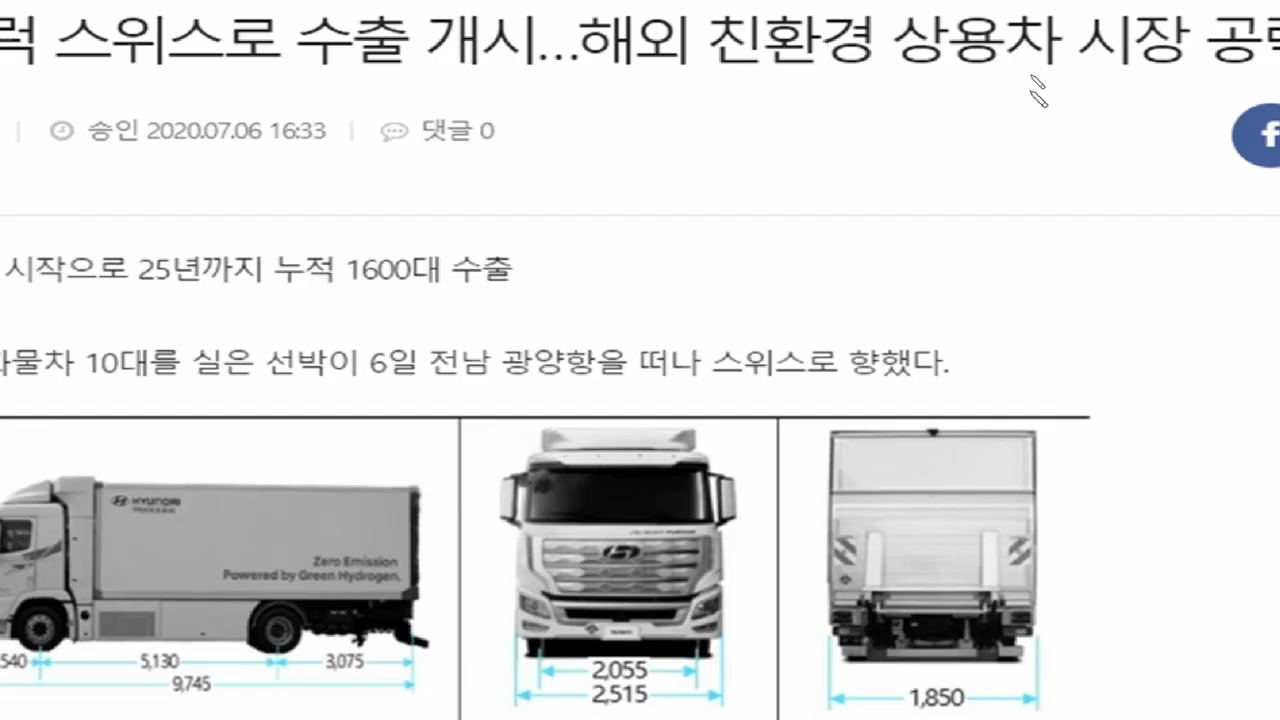 럭 스위스로 수출 개시...해외 친환경 상용차 시장 공략
승인 2020.07.06 16:33
댓글 0
f
시작으로 25년까지 누적 1600대 수출
화물차 10대를 실은 선박이 6일 전남 광양항을 떠나 스위스로 향했다.
HYUNDAI
TRUCK & BUS
Zero Emission
Powered by Green Hydrogen.
540
5,130
3,075
9,745
2,055
2,515
1,850